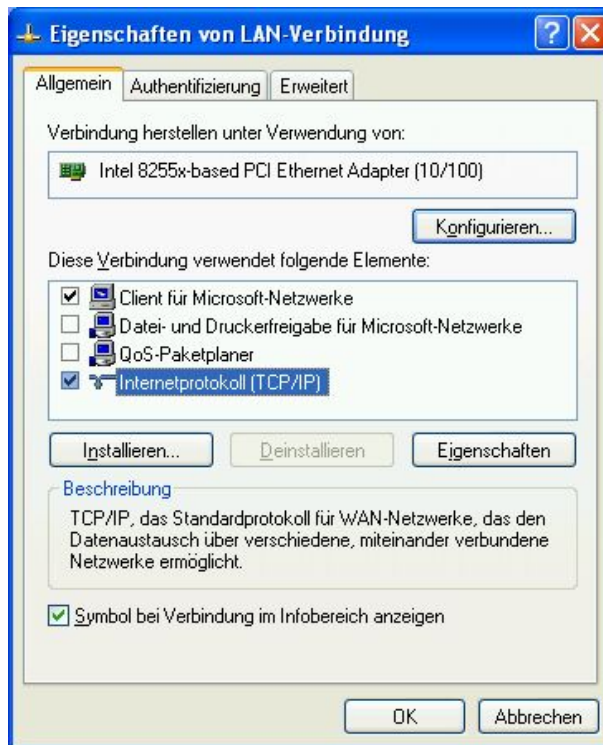 Eigenschaften von LAN-Verbindung
Allgemein Authentifizierung Erweitert
Verbindung herstellen unter Verwendung von:
Intel 8255x-based PCI Ethernet Adapter (10/100)
Konfigurieren...
Diese Verbindung verwendet folgende Elemente:
Client für Microsoft-Netzwerke
Datei- und Druckerfreigabe für Microsoft-Netzwerke
QoS-Paketplaner
Internetprotokoll (TCP/IP)
Installieren... Deinstallieren Eigenschaften
Beschreibung
TCP/IP, das Standardprotokoll für WAN-Netzwerke, das den
Datenaustausch über verschiedene, miteinander verbundene
Netzwerke ermöglicht.
Symbol bei Verbindung im Infobereich anzeigen
OK Abbrechen